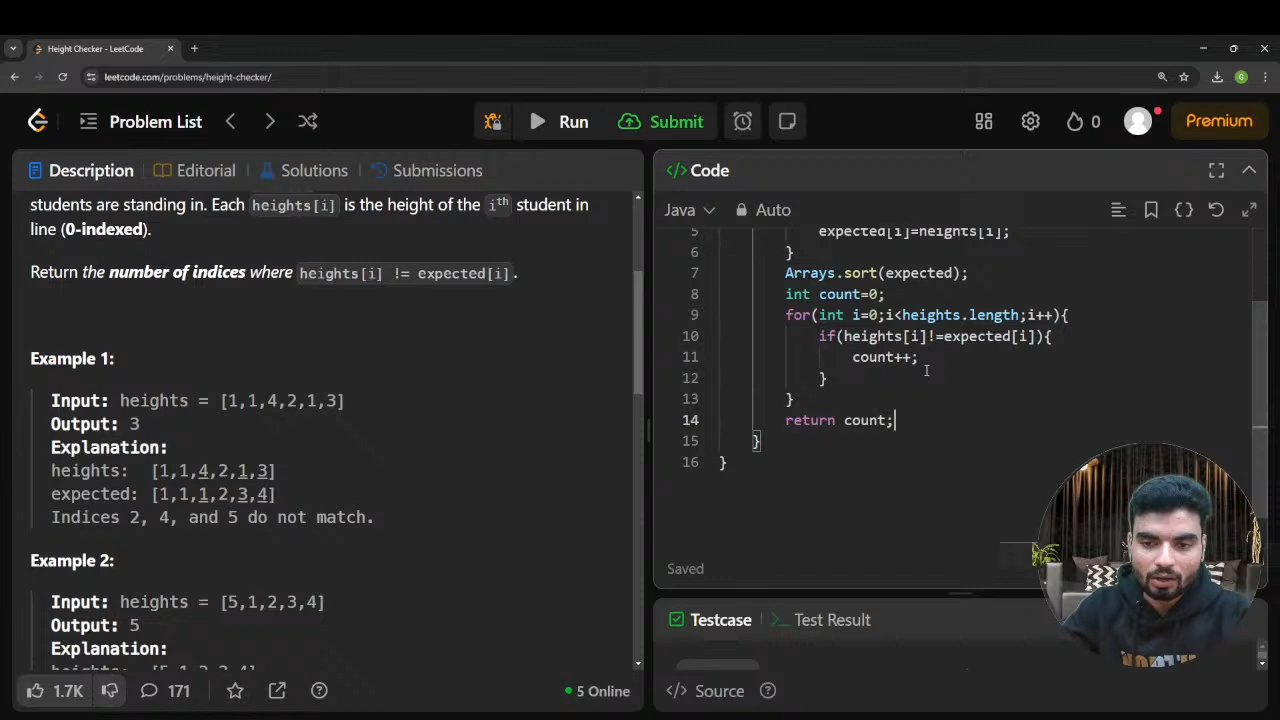 Height Checker - LeetCode
leetcode.com/problems/height-checker/
G
Problem List
Run
Submit
0
Premium
Description
Editorial
Solutions
Submissions
students are standing in. Each heights[i] is the height of the ith student in
line (0-indexed).
Return the number of indices where heights[i] != expected[i].
Example 1:
Input: heights = [1,1,4,2,1,3]
Output: 3
Explanation:
heights: [1,1,4,2,1,3]
expected: [1,1,1,2,3,4]
Indices 2, 4, and 5 do not match.
Example 2:
Input: heights = [5,1,2,3,4]
Output: 5
Explanation:
heights: [5,1,2,3,4]
1.7K
171
5 Online
</> Code
Java
Auto
5 expected[i]=heights[i];
6 }
7 Arrays.sort(expected);
8 int count=0;
9 for(int i=0;i<heights.length;i++){
10 if(heights[i]!=expected[i]){
11 count++;
12 }
13 }
14 return count;
15 }
16 }
Saved
Testcase
Test Result
</> Source